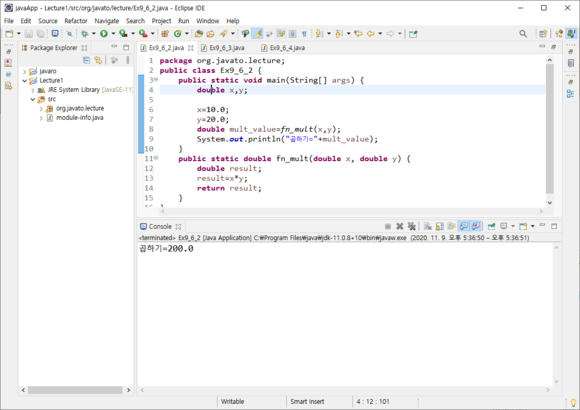 javaApp - Lecture1/src/org/javato/lecture/Ex9_6_2.java - Eclipse IDE
File Edit Source Refactor Navigate Search Project Run Window Help
Package Explorer
Ex9_6_2.java
Ex9_6_3.java
Ex9_6_4.java
javaro
Lecture1
JRE System Library [JavaSE-11]
src
org.javato.lecture
module-info.java
1 package org.javato.lecture;
2 public class Ex9_6_2 {
3 public static void main(String[] args) {
4 double x,y;
5
6 x=10.0;
7 y=20.0;
8 double mult_value=fn_mult(x,y);
9 System.out.println("곱하기="+mult_value);
10 }
11 public static double fn_mult(double x, double y) {
12 double result;
13 result=x*y;
14 return result;
15 }
16 }
Console
<terminated> Ex9_6_2 [Java Application] C:₩Program Files₩java₩jdk-11.0.8+10₩bin₩javaw.exe (2020. 11. 9. 오후 5:36:50 – 오후 5:36:51)
곱하기=200.0
Writable
Smart Insert
4 : 12 : 101